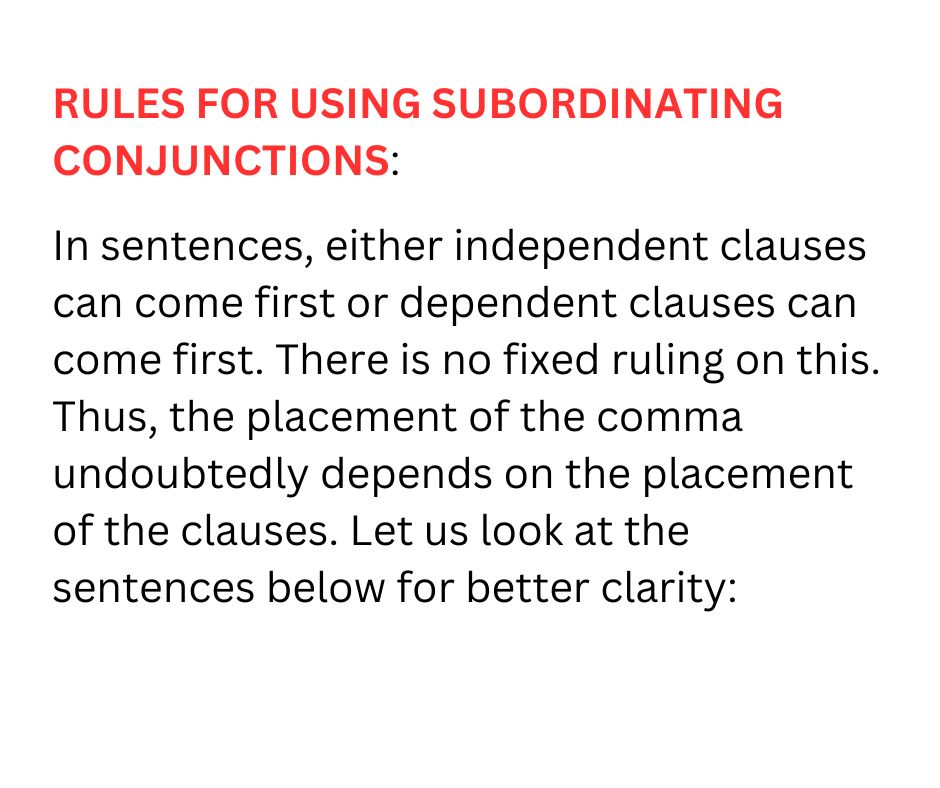 RULES FOR USING SUBORDINATING
CONJUNCTIONS:
In sentences, either independent clauses
can come first or dependent clauses can
come first. There is no fixed ruling on this.
Thus, the placement of the comma
undoubtedly depends on the placement
of the clauses. Let us look at the
sentences below for better clarity: